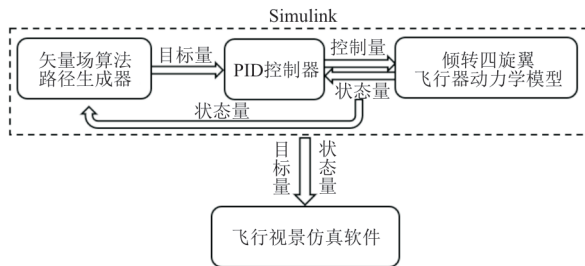 Simulink
矢量场算法
路径生成器
目标量
PID控制器
控制量
状态量
倾转四旋翼
飞行器动力学模型
状态量
目标量
状态量
飞行视景仿真软件